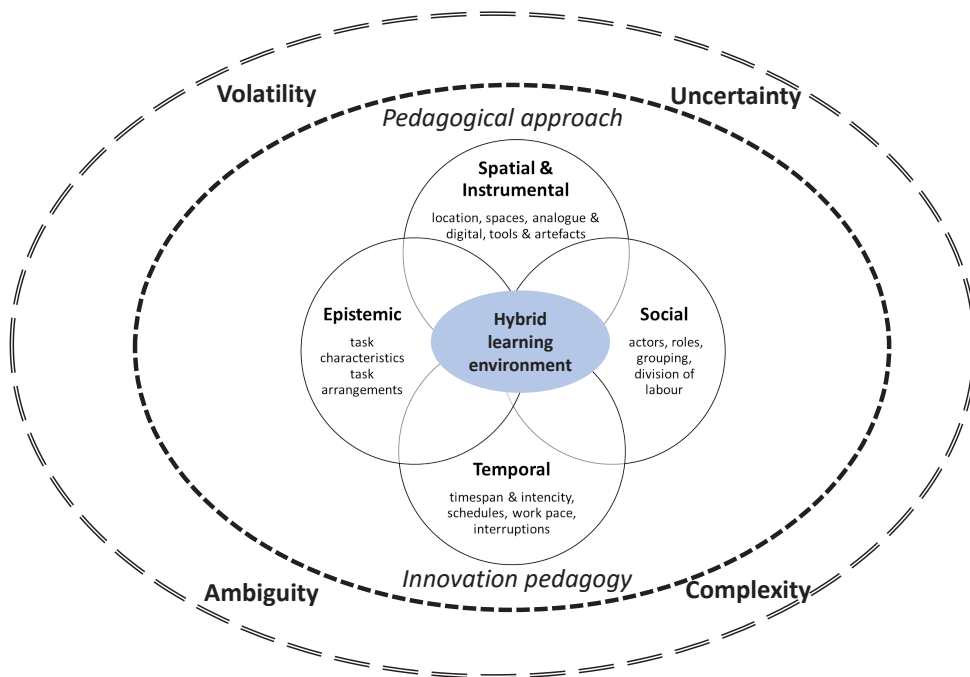 Volatility
Uncertainty
Pedagogical approach
Spatial &
Instrumental
location, spaces, analogue &
digital, tools & artefacts
Epistemic
task
characteristics
task
arrangements
Hybrid
learning
environment
Social
actors, roles,
grouping,
division of
labour
Temporal
timespan & intencity,
schedules, work pace,
interruptions
Innovation pedagogy
Ambiguity
Complexity